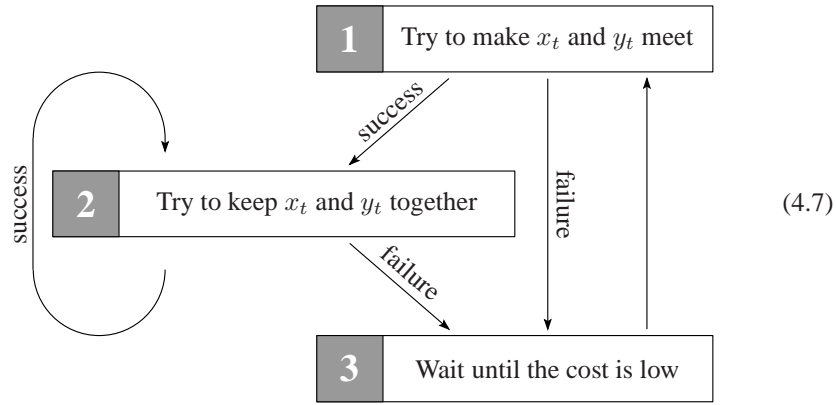 1 Try to make $x_t$ and $y_t$ meet
success
success
failure
2 Try to keep $x_t$ and $y_t$ together
(4.7)
failure
3 Wait until the cost is low